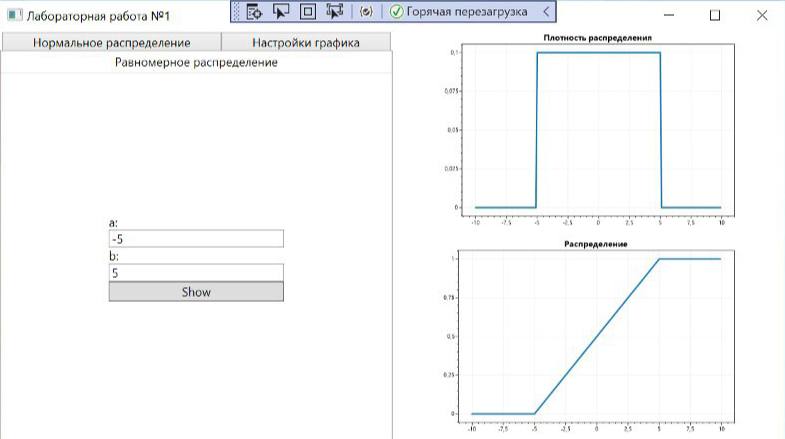 Лабораторная работа №1
Горячая перезагрузка
Нормальное распределение
Настройки графика
Равномерное распределение
a:
-5
b:
5
Show
Плотность распределения
0,1
0,075
0,05
0,025
0
-10 -7,5 -5 -2,5 0 2,5 5 7,5 10
Распределение
1
0,75
0,5
0,25
0
-10 -7,5 -5 -2,5 0 2,5 5 7,5 10